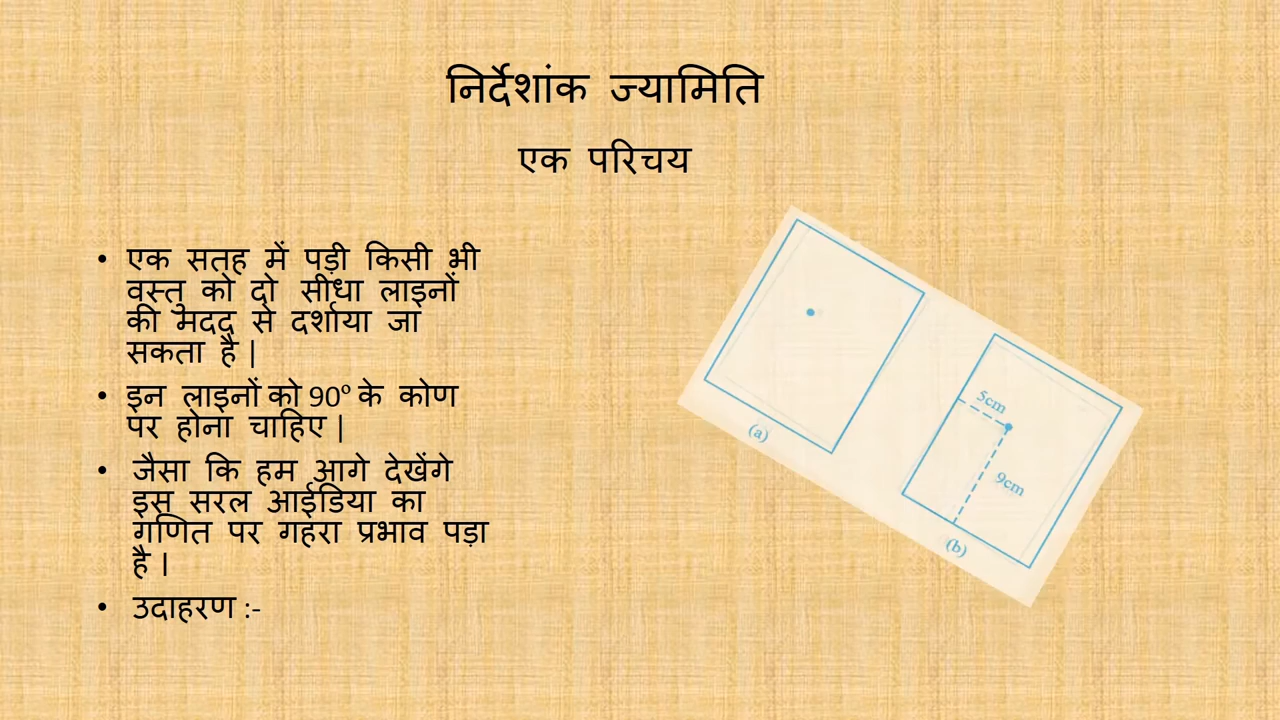 निर्देशांक ज्यामिति
एक परिचय
• एक सतह में पड़ी किसी भी
वस्तु को दो सीधा लाइनों
की मदद से दर्शाया जा
सकता है |
• इन लाइनों को 90° के कोण
पर होना चाहिए |
• जैसा कि हम आगे देखेंगे
इस सरल आईडिया का
गणित पर गहरा प्रभाव पड़ा
है ।
• उदाहरण :-
(a)
5cm
9cm
(b)